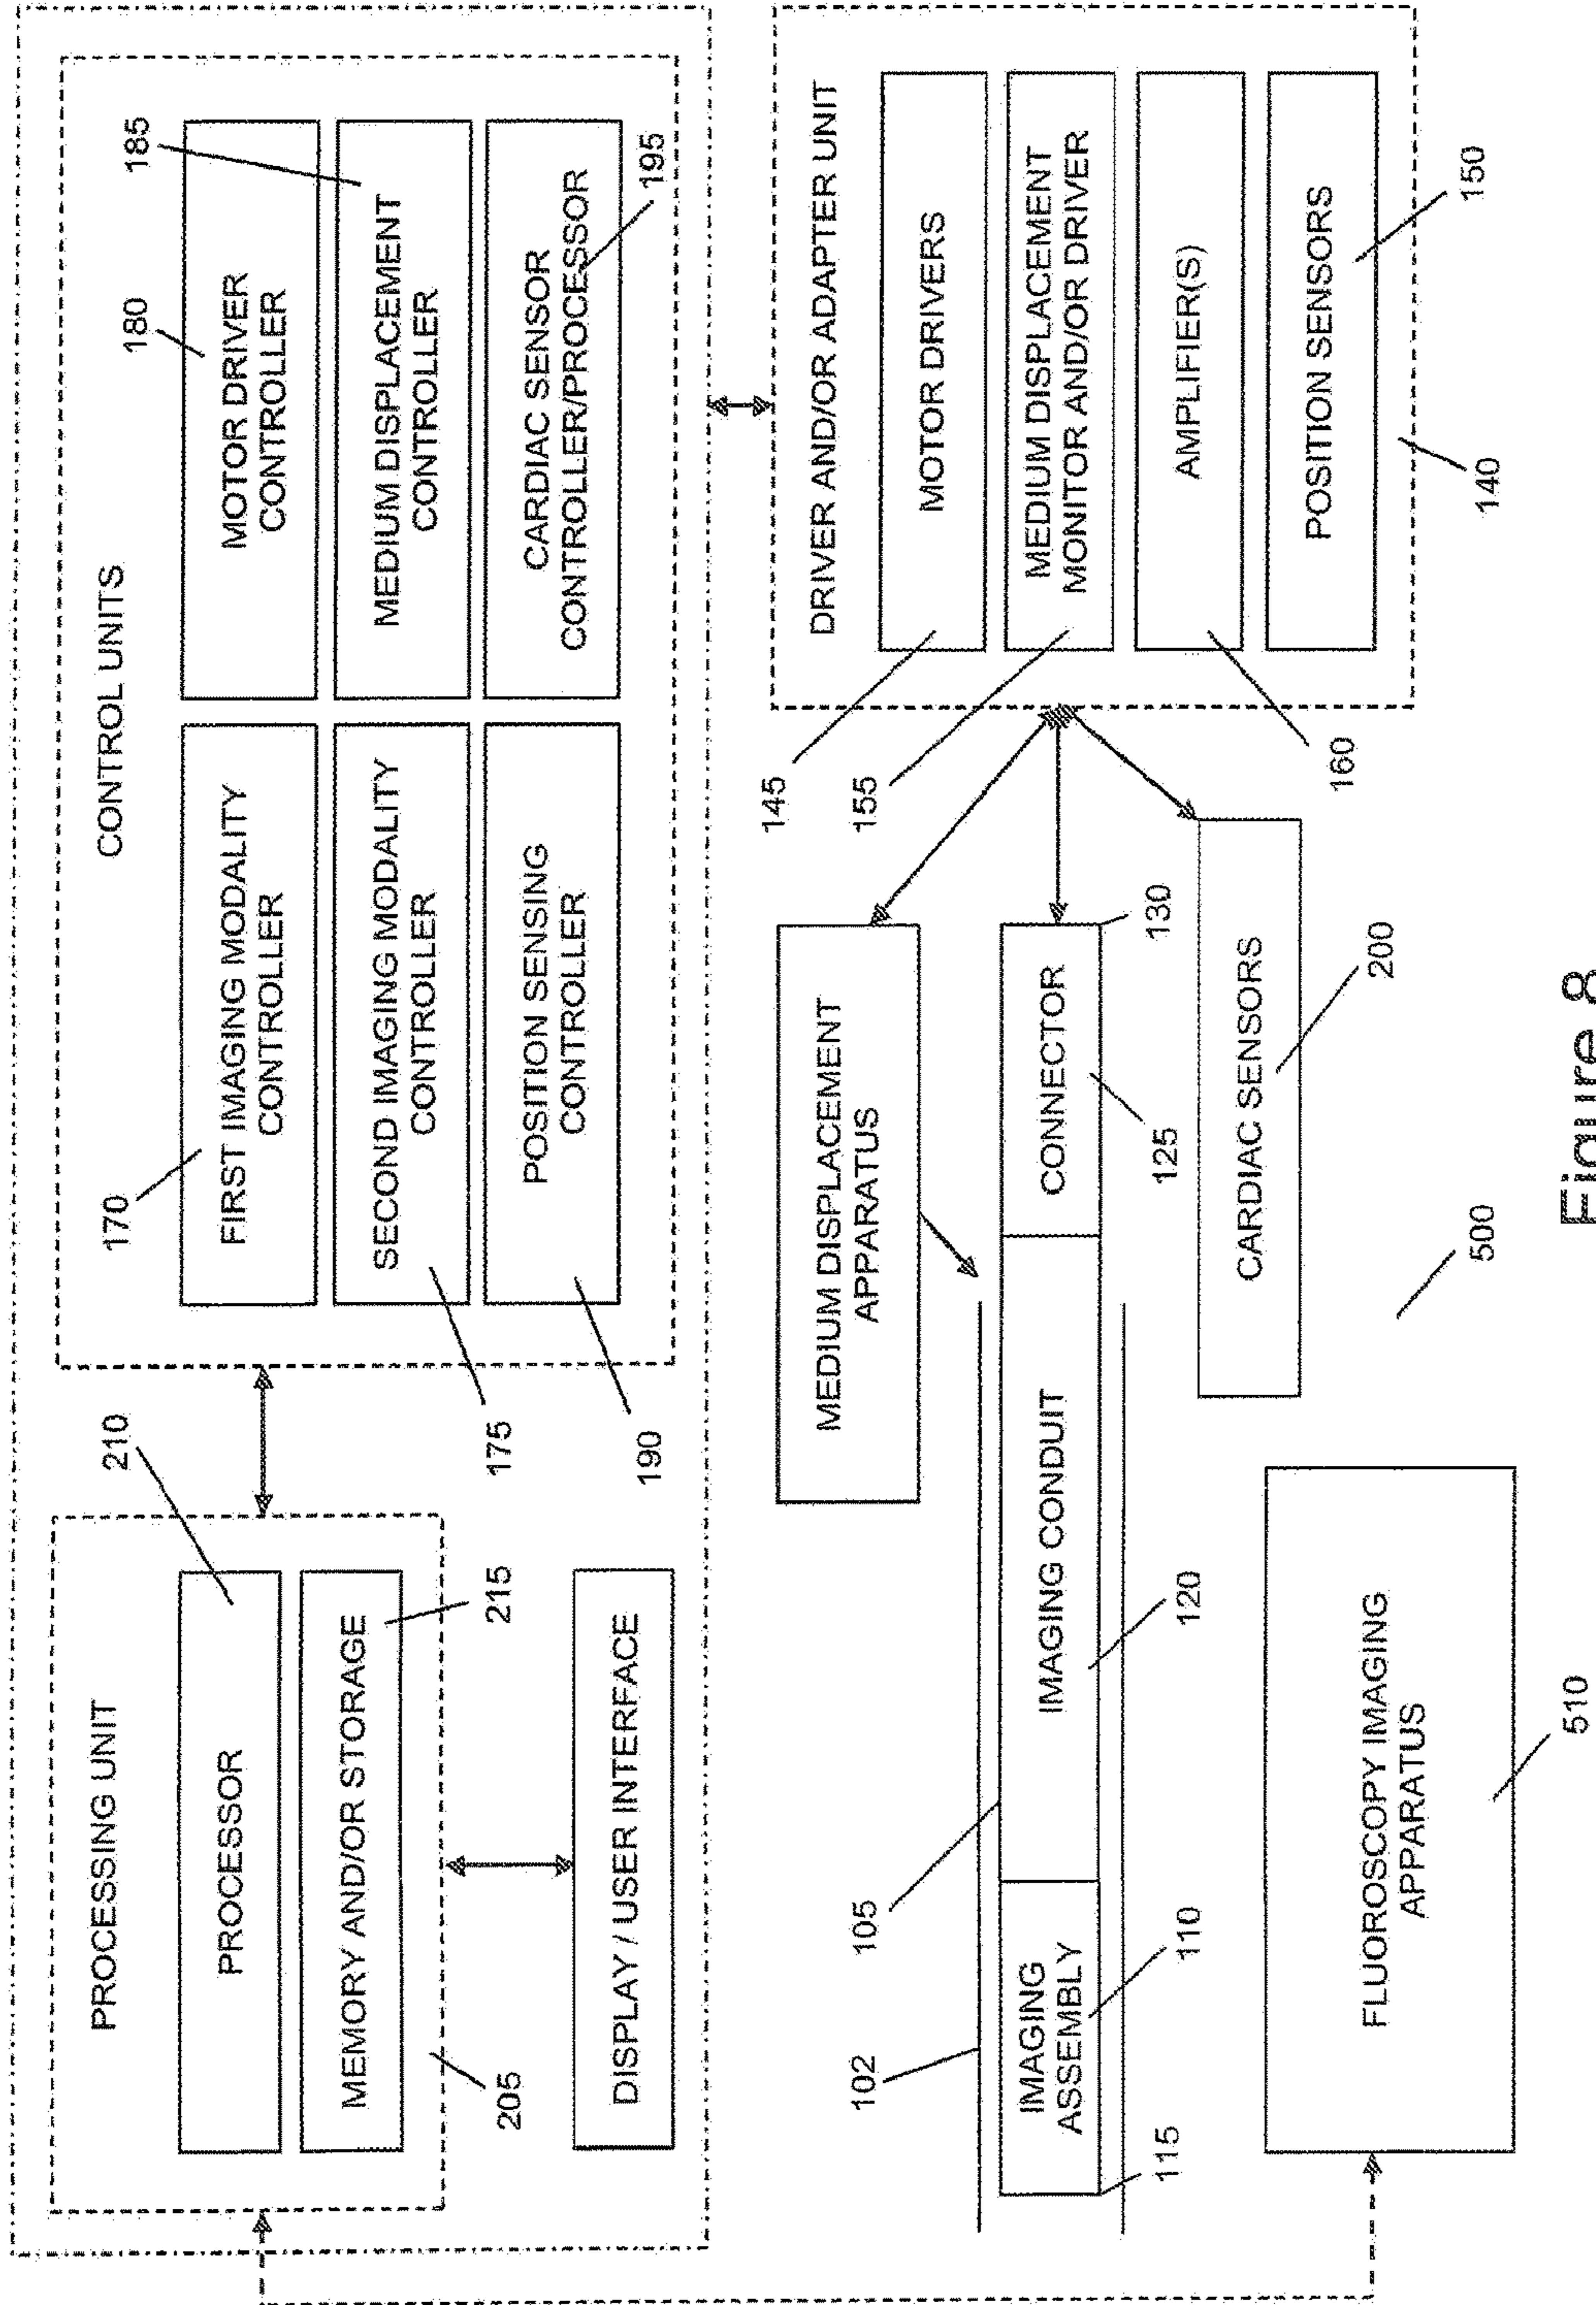 PROCESSING UNIT
PROCESSOR
210
MEMORY AND/OR STORAGE
215
205
DISPLAY / USER INTERFACE
CONTROL UNITS
170
FIRST IMAGING MODALITY
CONTROLLER
180
MOTOR DRIVER
CONTROLLER
185
SECOND IMAGING MODALITY
CONTROLLER
175
MEDIUM DISPLACEMENT
CONTROLLER
POSITION SENSING
CONTROLLER
190
CARDIAC SENSOR
CONTROLLER/PROCESSOR
195
MEDIUM DISPLACEMENT
APPARATUS
102
105
IMAGING
ASSEMBLY
IMAGING CONDUIT
CONNECTOR
115
110
120
125
130
CARDIAC SENSORS
200
FLUOROSCOPY IMAGING
APPARATUS
510
500
DRIVER AND/OR ADAPTER UNIT
MOTOR DRIVERS
145
MEDIUM DISPLACEMENT
MONITOR AND/OR DRIVER
155
AMPLIFIER(S)
160
POSITION SENSORS
150
140
Figure 8